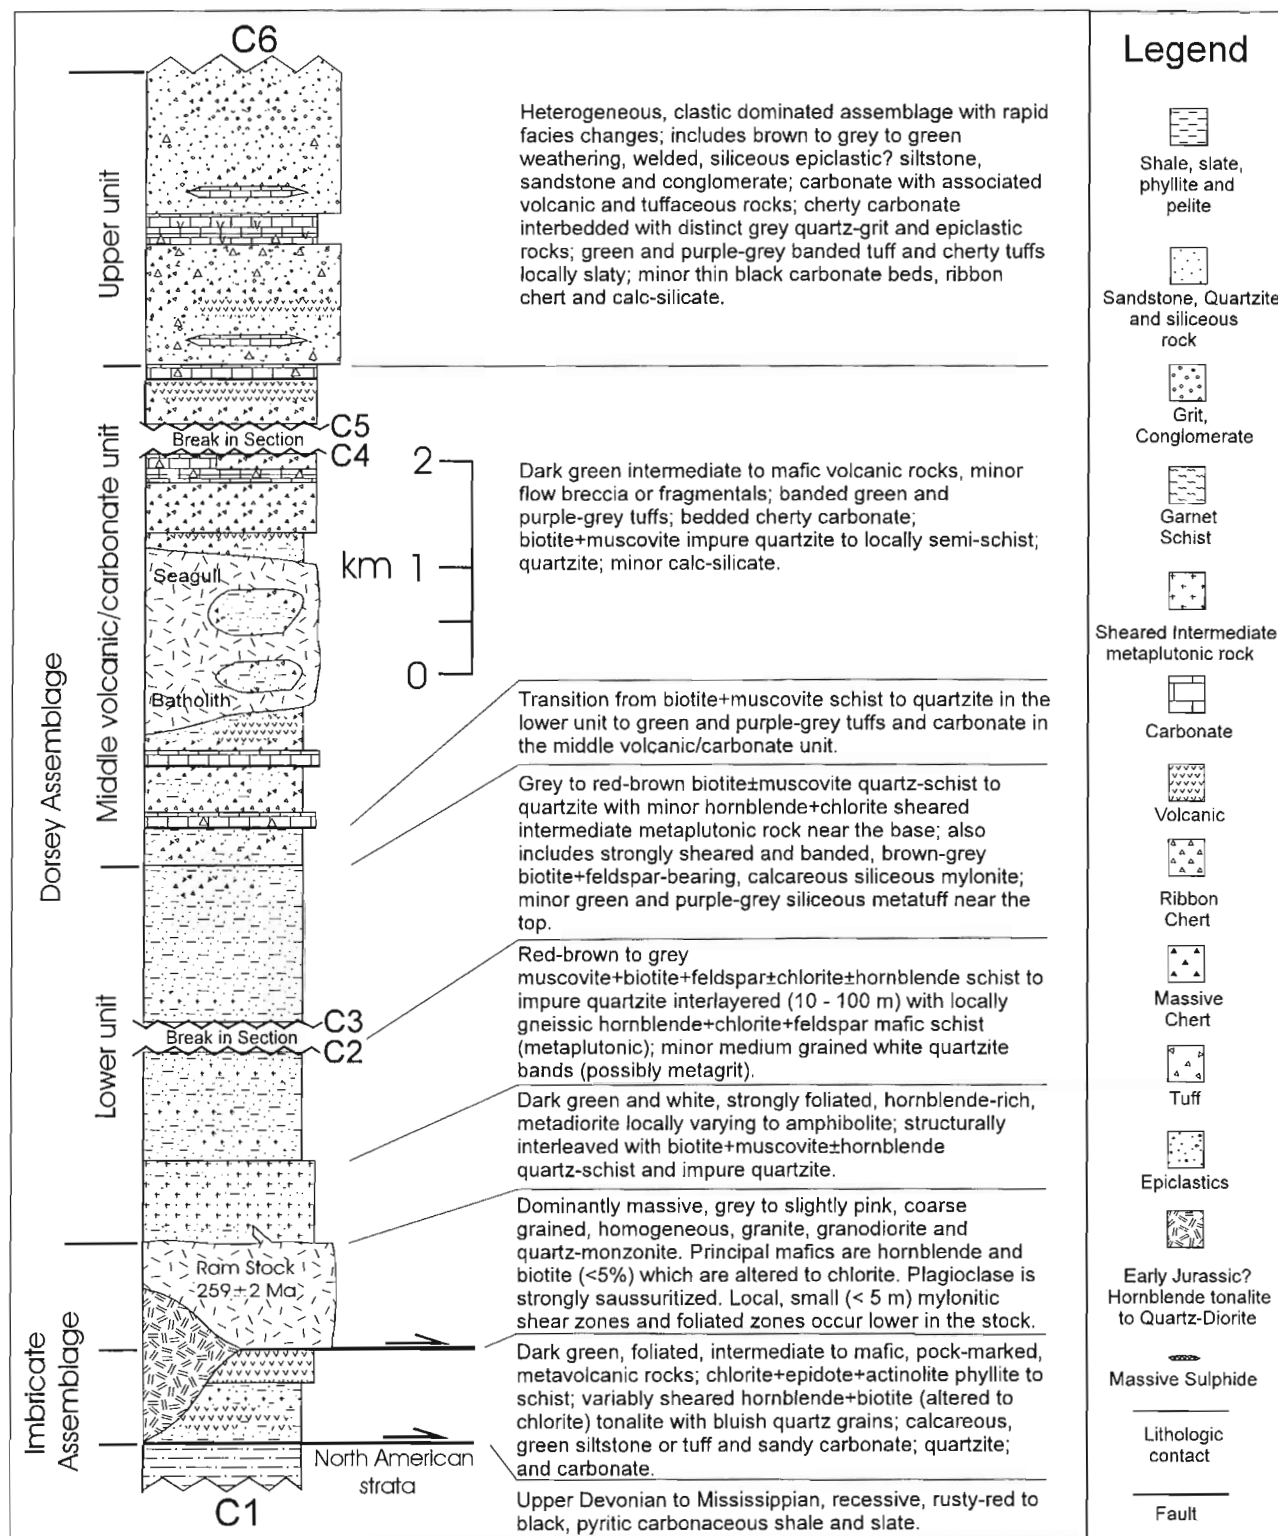 C6
Upper unit
Heterogeneous, clastic dominated assemblage with rapid
facies changes; includes brown to grey to green
weathering, welded, siliceous epiclastic? siltstone,
sandstone and conglomerate; carbonate with associated
volcanic and tuffaceous rocks; cherty carbonate
interbedded with distinct grey quartz-grit and epiclastic
rocks; green and purple-grey banded tuff and cherty tuffs
locally slaty; minor thin black carbonate beds, ribbon
chert and calc-silicate.
C5
Break in Section
C4
Dorsey Assemblage
Middle volcanic/carbonate unit
2
km 1
0
Seagull
Batholith
Dark green intermediate to mafic volcanic rocks, minor
flow breccia or fragmentals; banded green and
purple-grey tuffs; bedded cherty carbonate;
biotite+muscovite impure quartzite to locally semi-schist;
quartzite; minor calc-silicate.
Transition from biotite+muscovite schist to quartzite in the
lower unit to green and purple-grey tuffs and carbonate in
the middle volcanic/carbonate unit.
Grey to red-brown biotite±muscovite quartz-schist to
quartzite with minor hornblende+chlorite sheared
intermediate metaplutonic rock near the base; also
includes strongly sheared and banded, brown-grey
biotite+feldspar-bearing, calcareous siliceous mylonite;
minor green and purple-grey siliceous metatuff near the
top.
Lower unit
C3
Break in Section
C2
Red-brown to grey
muscovite+biotite+feldspar±chlorite±hornblende schist to
impure quartzite interlayered (10 - 100 m) with locally
gneissic hornblende+chlorite+feldspar mafic schist
(metaplutonic); minor medium grained white quartzite
bands (possibly metagrit).
Dark green and white, strongly foliated, hornblende-rich,
metadiorite locally varying to amphibolite; structurally
interleaved with biotite+muscovite±hornblende
quartz-schist and impure quartzite.
Ram Stock
259±2 Ma
Dominantly massive, grey to slightly pink, coarse
grained, homogeneous, granite, granodiorite and
quartz-monzonite. Principal mafics are hornblende and
biotite (<5%) which are altered to chlorite. Plagioclase is
strongly saussuritized. Local, small (< 5 m) mylonitic
shear zones and foliated zones occur lower in the stock.
Imbricate
Assemblage
Dark green, foliated, intermediate to mafic, pock-marked,
metavolcanic rocks; chlorite+epidote+actinolite phyllite to
schist; variably sheared hornblende+biotite (altered to
chlorite) tonalite with bluish quartz grains; calcareous,
green siltstone or tuff and sandy carbonate; quartzite;
and carbonate.
North American
strata
C1
Upper Devonian to Mississippian, recessive, rusty-red to
black, pyritic carbonaceous shale and slate.
Legend
Shale, slate,
phyllite and
pelite
Sandstone, Quartzite
and siliceous
rock
Grit,
Conglomerate
Garnet
Schist
Sheared Intermediate
metaplutonic rock
Carbonate
Volcanic
Ribbon
Chert
Massive
Chert
Tuff
Epiclastics
Early Jurassic?
Hornblende tonalite
to Quartz-Diorite
Massive Sulphide
Lithologic
contact
Fault